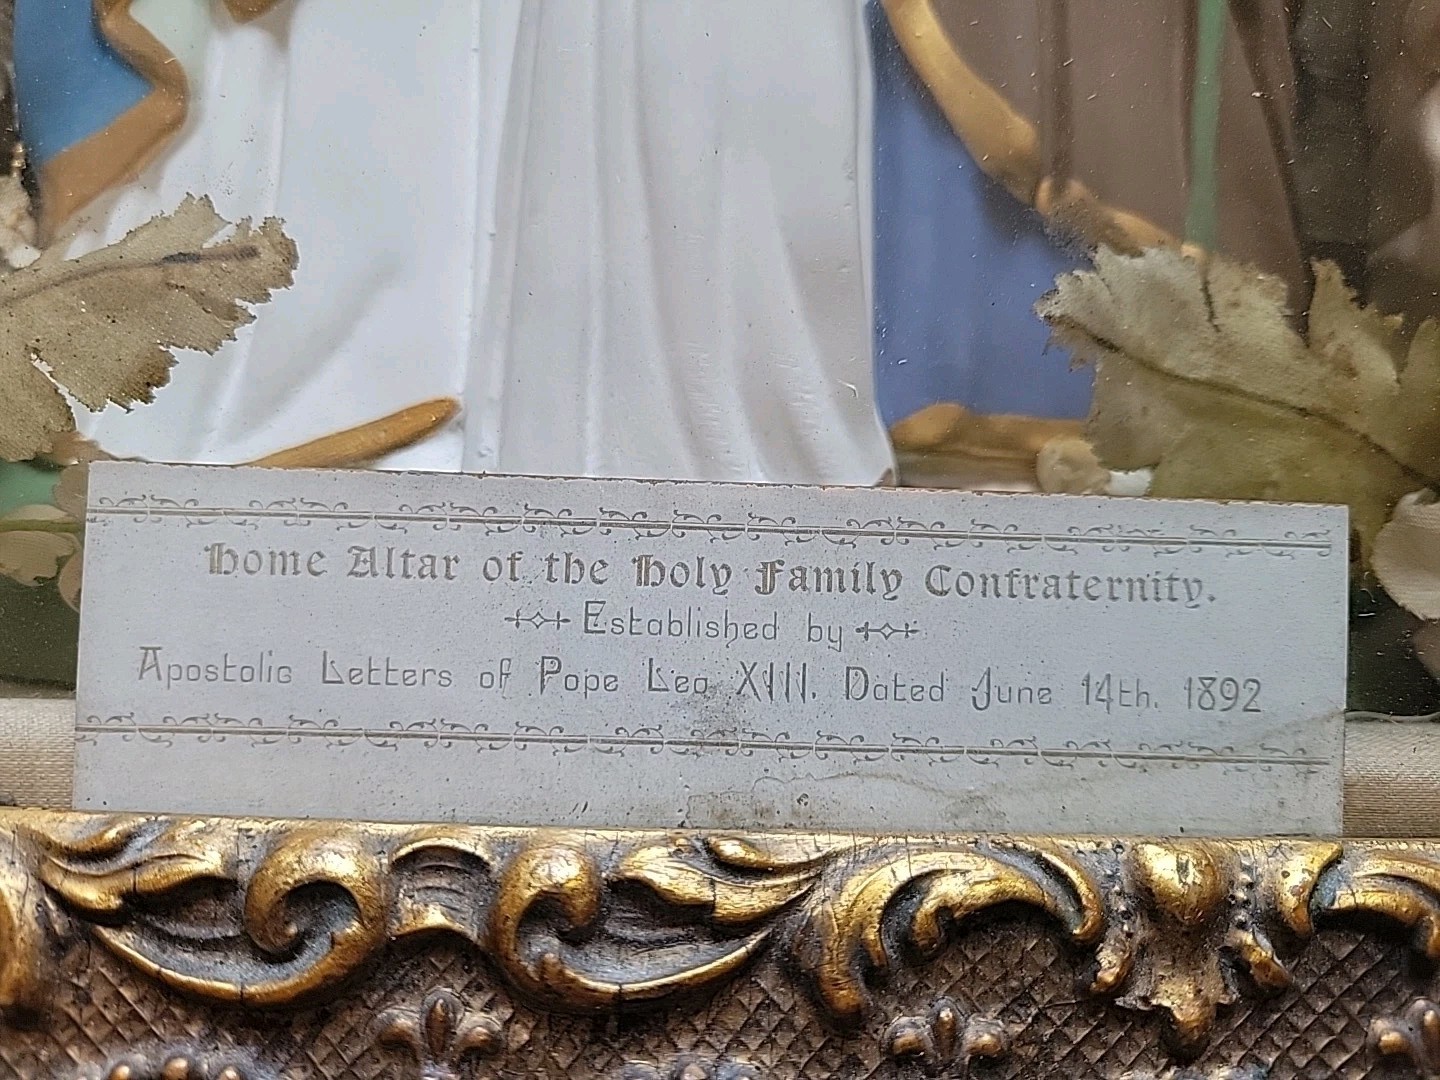 Home Altar of the Holy Family Confraternity.
Established by
Apostolic Letters of Pope Leo XIII. Dated June 14th. 1892